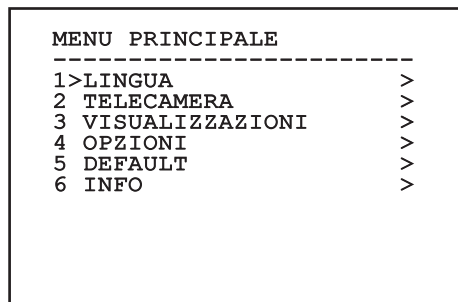 MENU PRINCIPALE
-------------------------
1>LINGUA >
2 TELECAMERA >
3 VISUALIZZAZIONI >
4 OPZIONI >
5 DEFAULT >
6 INFO >